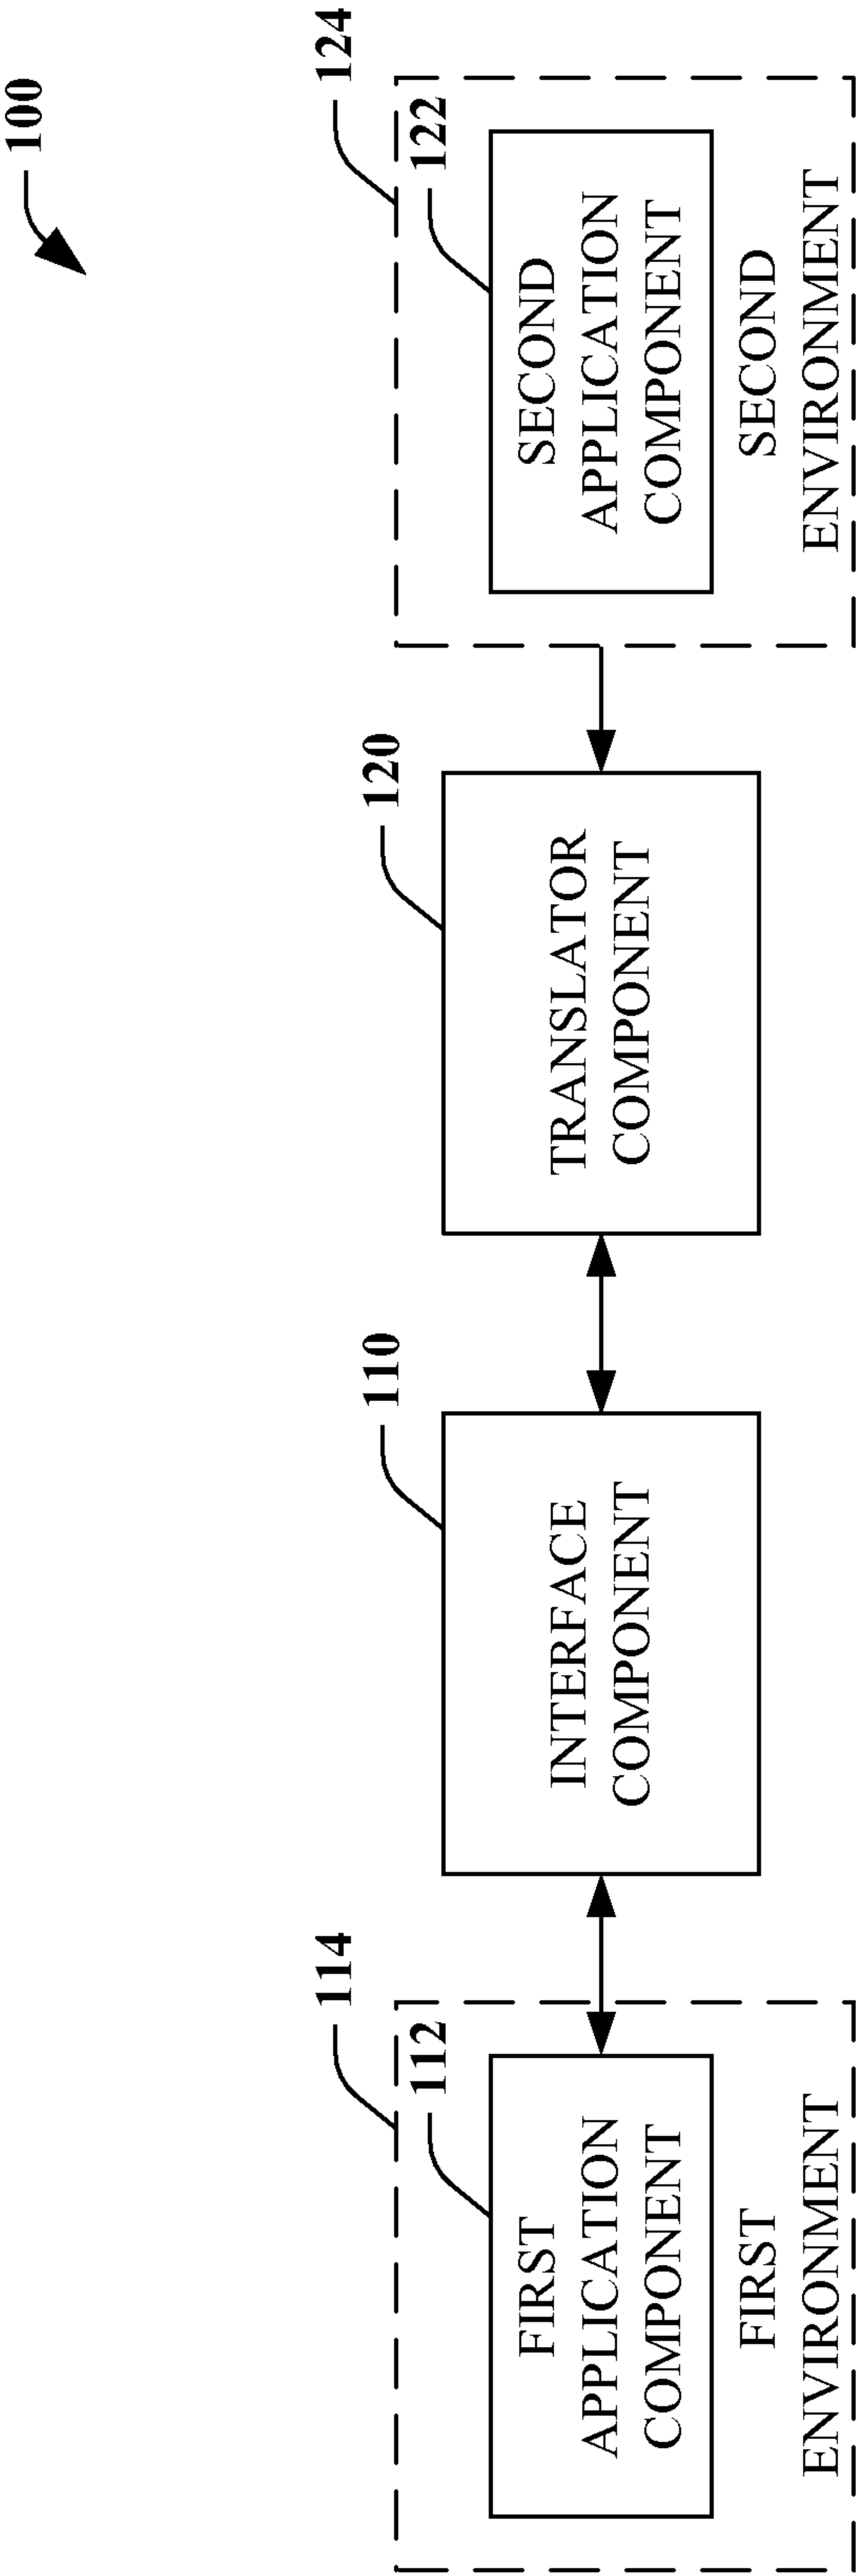 100
114
112
FIRST
APPLICATION
COMPONENT
FIRST
ENVIRONMENT
110
INTERFACE
COMPONENT
120
TRANSLATOR
COMPONENT
124
122
SECOND
APPLICATION
COMPONENT
SECOND
ENVIRONMENT